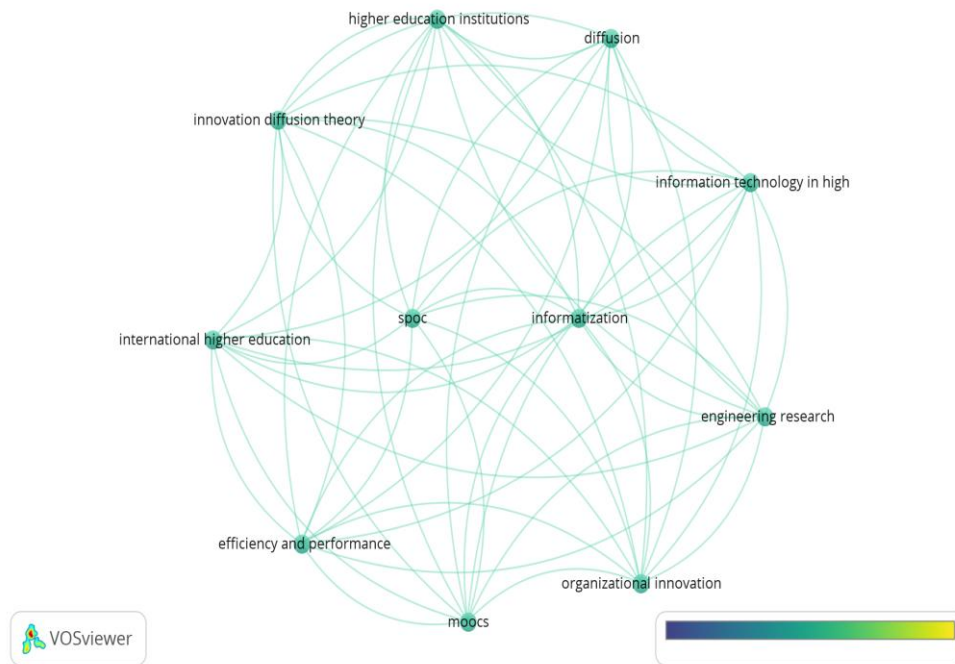 higher education institutions
diffusion
innovation diffusion theory
information technology in high
spoc
informatization
international higher education
engineering research
efficiency and performance
organizational innovation
moocs
VOSviewer